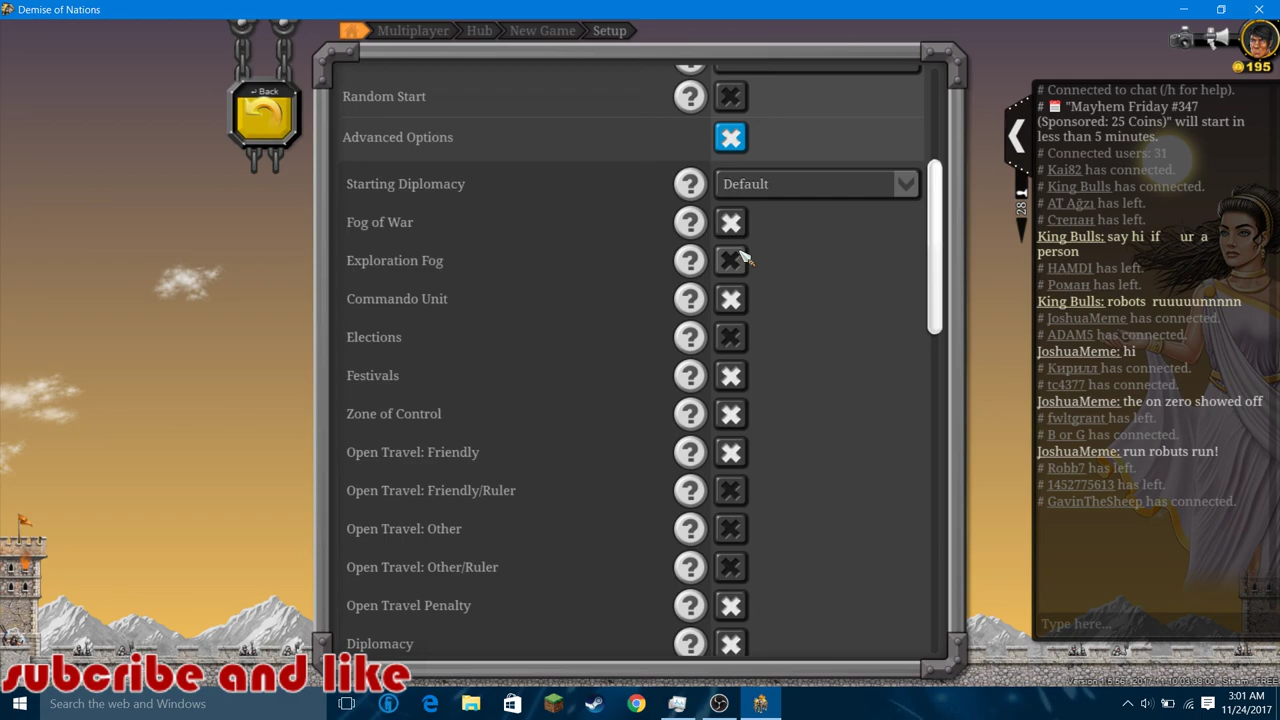 Demise of Nations
Multiplayer Hub New Game Setup
← Back
195
Random Start
Advanced Options
Starting Diplomacy Default
Fog of War
Exploration Fog
Commando Unit
Elections
Festivals
Zone of Control
Open Travel: Friendly
Open Travel: Friendly/Ruler
Open Travel: Other
Open Travel: Other/Ruler
Open Travel Penalty
Diplomacy
28
# Connected to chat (/h for help).
# "Mayhem Friday #347
(Sponsored: 25 Coins)" will start in
less than 5 minutes.
# Connected users: 31
# Kai82 has connected.
# King Bulls has connected.
# AT Ağzı has left.
# Степан has left.
King Bulls: say hi if ur a
person
# HAMDI has left.
# Роман has left.
King Bulls: robots ruuuunnnnn
# JoshuaMeme has connected.
# ADAM5 has connected.
JoshuaMeme: hi
# Кирилл has connected.
# tc4377 has connected.
JoshuaMeme: the on zero showed off
# fwltgrant has left.
# B or G has connected.
JoshuaMeme: run robuts run!
# Robb7 has left.
# 1452775613 has left.
# GavinTheSheep has connected.
Type here...
subcribe and like
Search the web and Windows
3:01 AM
11/24/2017